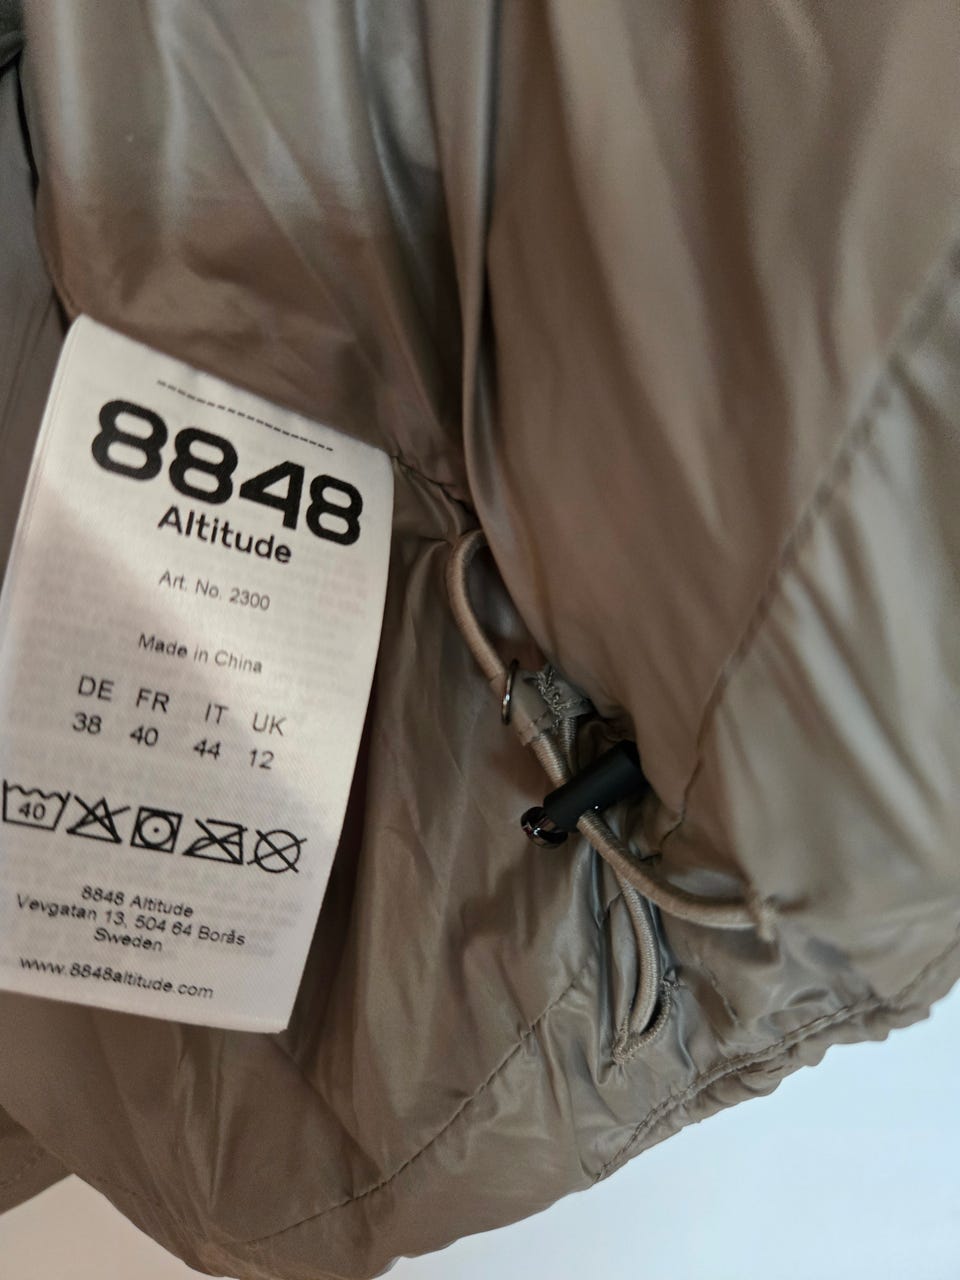 8848
Altitude
Art. No. 2300
Made in China
DE FR IT UK
38 40 44 12
40
8848 Altitude
Vevgatan 13, 504 64 Borås
Sweden
www.8848altitude.com